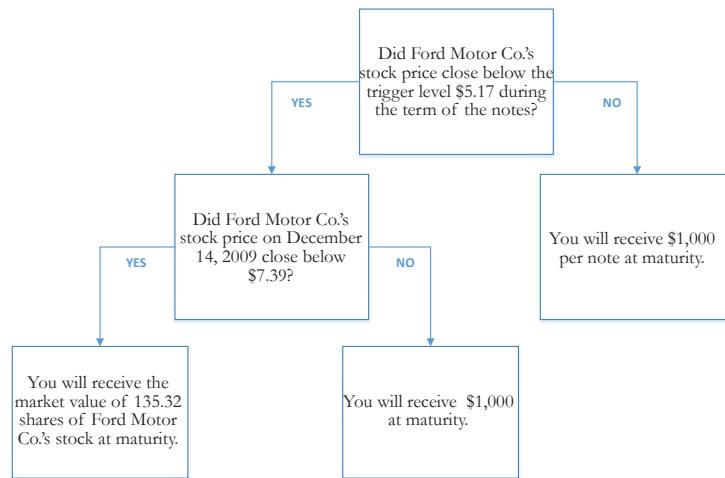 Did Ford Motor Co.'s
stock price close below the
trigger level $5.17 during
the term of the notes?
YES
NO
Did Ford Motor Co.'s
stock price on December
14, 2009 close below
$7.39?
You will receive $1,000
per note at maturity.
YES
NO
You will receive the
market value of 135.32
shares of Ford Motor
Co.'s stock at maturity.
You will receive $1,000
at maturity.